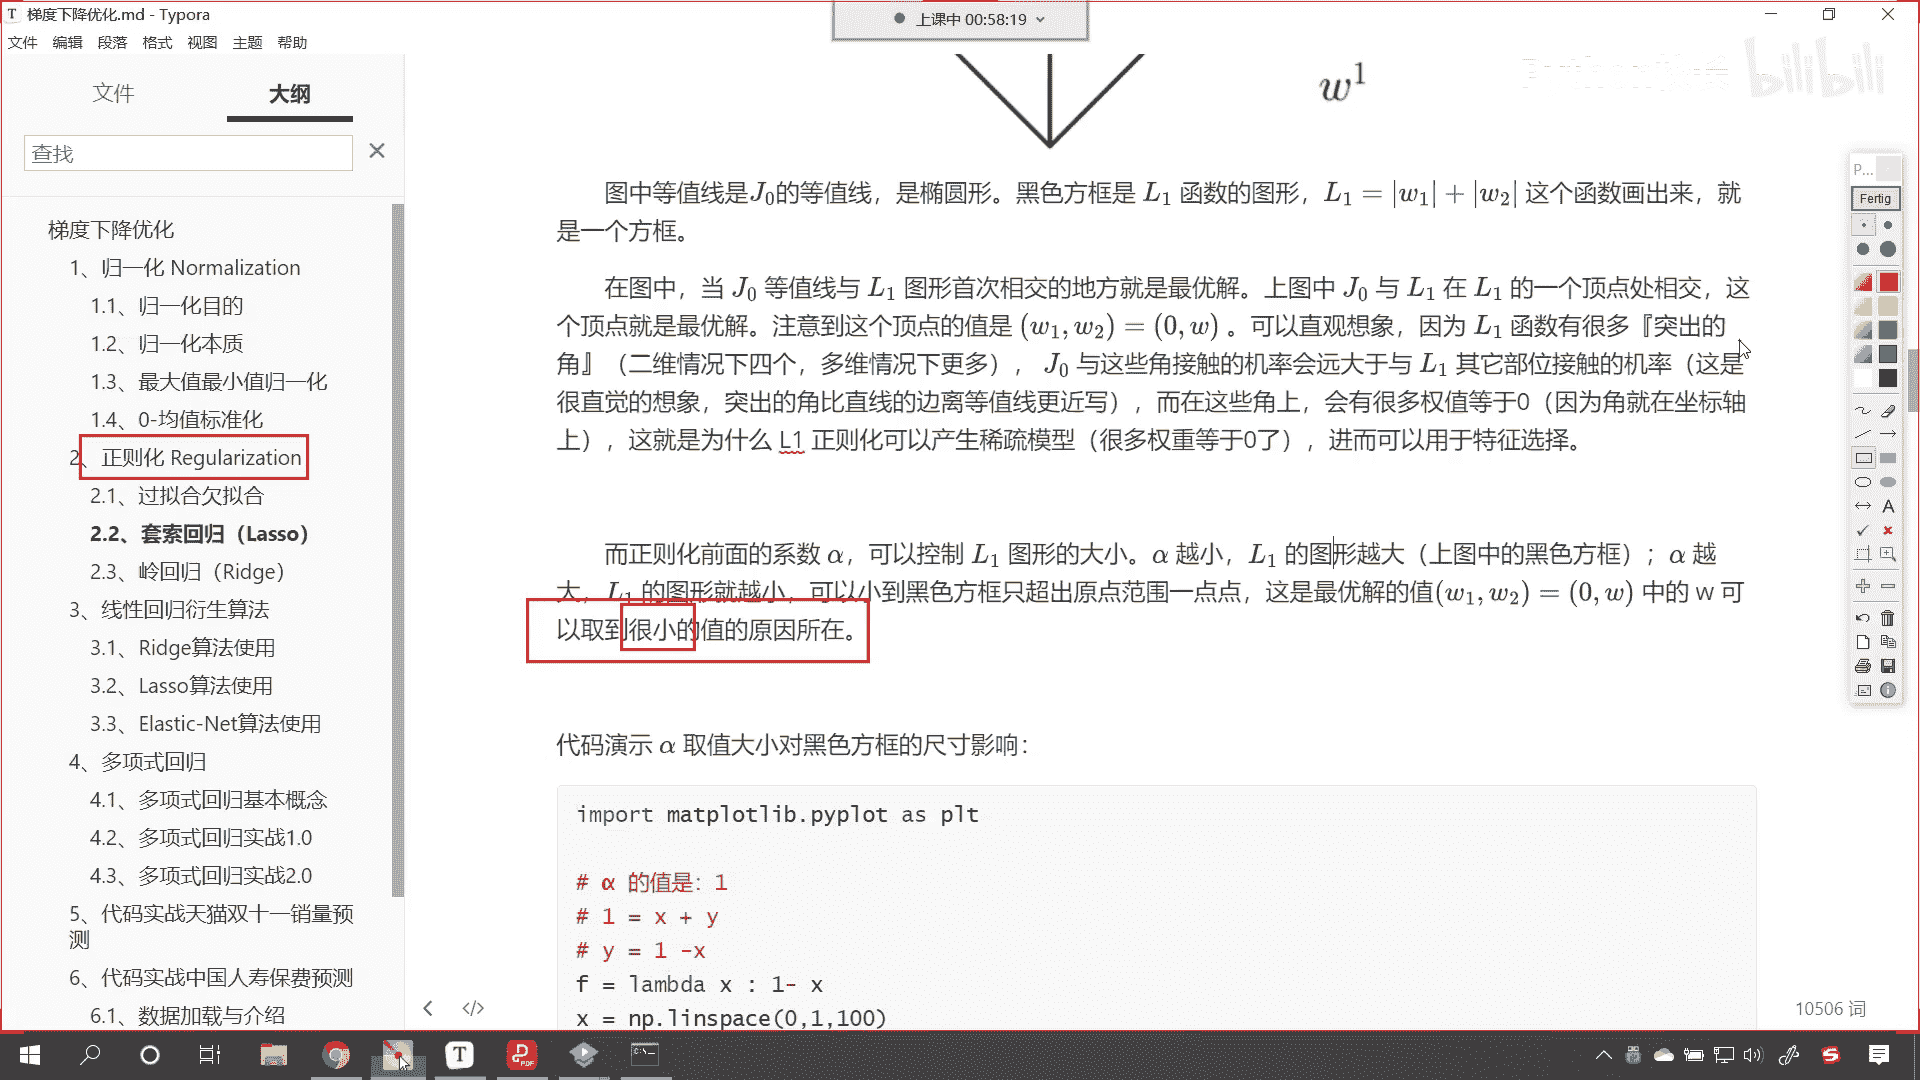 梯度下降优化.md - Typora
上课中 00:58:19
文件 编辑 段落 格式 视图 主题 帮助
文件 大纲
查找
梯度下降优化
1、归一化 Normalization
1.1、归一化目的
1.2、归一化本质
1.3、最大值最小值归一化
1.4、0-均值标准化
2、正则化 Regularization
2.1、过拟合欠拟合
2.2、套索回归（Lasso）
2.3、岭回归（Ridge）
3、线性回归衍生算法
3.1、Ridge算法使用
3.2、Lasso算法使用
3.3、Elastic-Net算法使用
4、多项式回归
4.1、多项式回归基本概念
4.2、多项式回归实战1.0
4.3、多项式回归实战2.0
5、代码实战天猫双十一销量预
测
6、代码实战中国人寿保费预测
6.1、数据加载与介绍
w¹
bilibili
图中等值线是J₀的等值线，是椭圆形。黑色方框是 L₁ 函数的图形，L₁ = |w₁| + |w₂| 这个函数画出来，就
是一个方框。
在图中，当 J₀ 等值线与 L₁ 图形首次相交的地方就是最优解。上图中 J₀ 与 L₁ 在 L₁ 的一个顶点处相交，这
个顶点就是最优解。注意到这个顶点的值是 (w₁, w₂) = (0, w) 。可以直观想象，因为 L₁ 函数有很多『突出的
角』（二维情况下四个，多维情况下更多）， J₀ 与这些角接触的机率会远大于与 L₁ 其它部位接触的机率（这是
很直觉的想象，突出的角比直线的边离等值线更近写），而在这些角上，会有很多权值等于0（因为角就在坐标轴
上），这就是为什么 L1 正则化可以产生稀疏模型（很多权重等于0了），进而可以用于特征选择。
而正则化前面的系数 α，可以控制 L₁ 图形的大小。α 越小，L₁ 的图形越大（上图中的黑色方框）；α 越
大，L₁ 的图形就越小，可以小到黑色方框只超出原点范围一点点，这是最优解的值(w₁, w₂) = (0, w) 中的 w 可
以取到很小的值的原因所在。
代码演示 α 取值大小对黑色方框的尺寸影响：
import matplotlib.pyplot as plt
# α 的值是：1
# 1 = x + y
# y = 1 -x
f = lambda x : 1- x
x = np.linspace(0,1,100)
10506 词
P...
Fertig